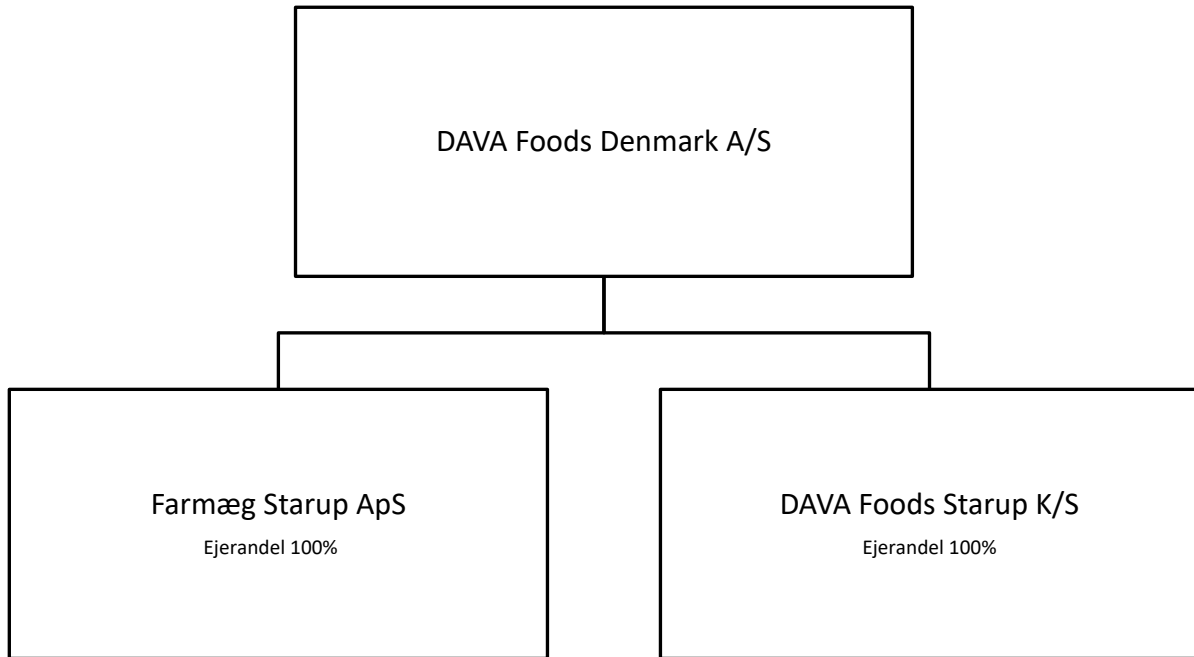 DAVA Foods Denmark A/S
Farmæg Starup ApS
Ejerandel 100%
DAVA Foods Starup K/S
Ejerandel 100%